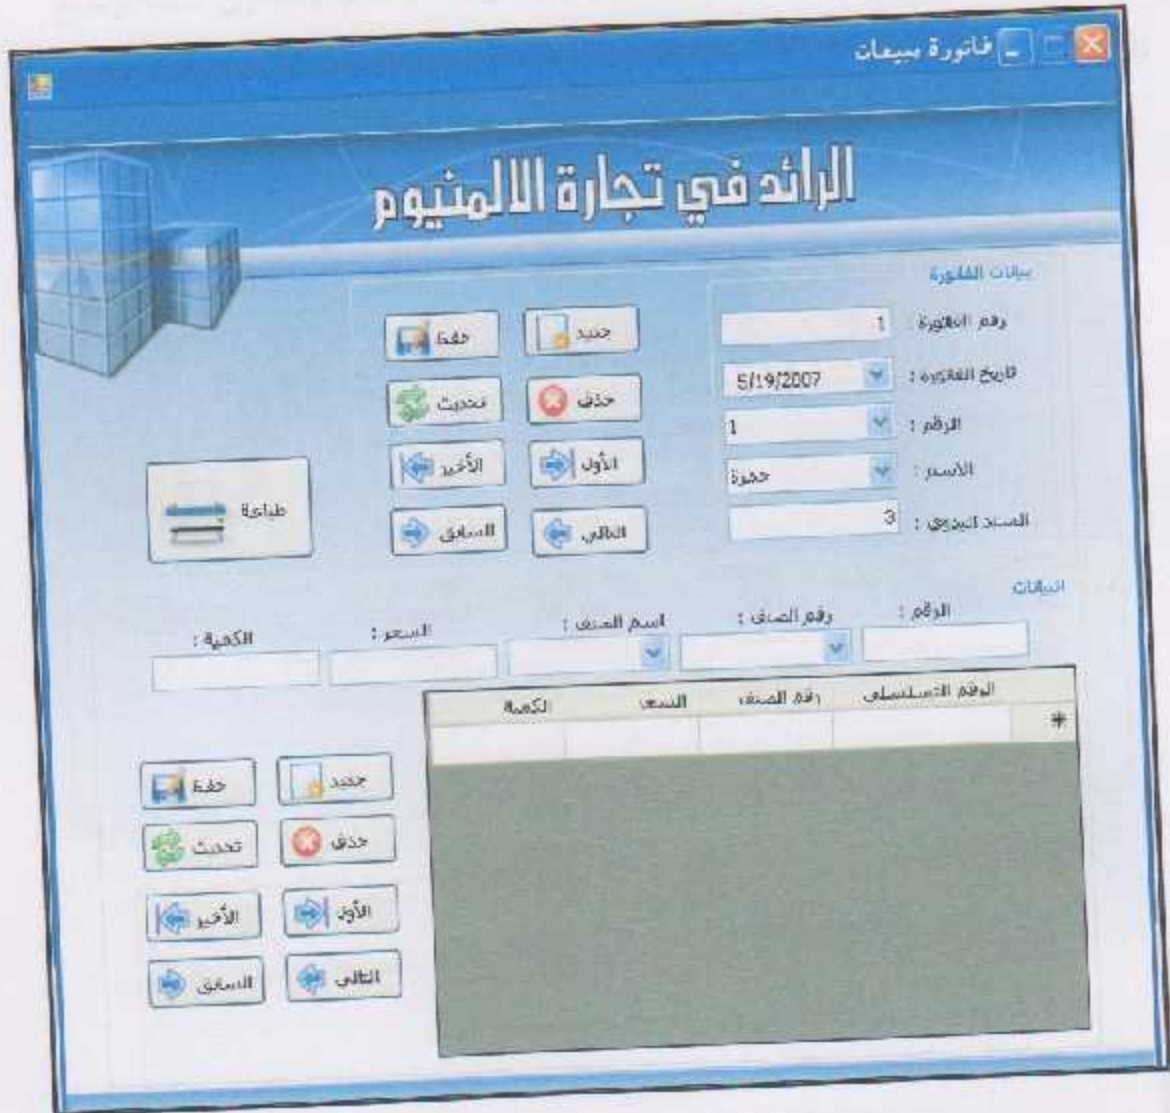 فاتورة مبيعات
الرائد في تجارة الالمنيوم
بيانات الفاتورة
رقم الفاتورة : 1
تاريخ الفاتورة : 5/19/2007
الرقم : 1
الاسم : حمزة
السند اليدوي : 3
جديد حفظ
حذف تحديث
الأول الأخير
التالي السابق
طباعة
البيانات
الرقم : رقم الصنف : اسم الصنف : السعر : الكمية :
الرقم التسلسلي رقم الصنف السعر الكمية
جديد حفظ
حذف تحديث
الأول الأخير
التالي السابق